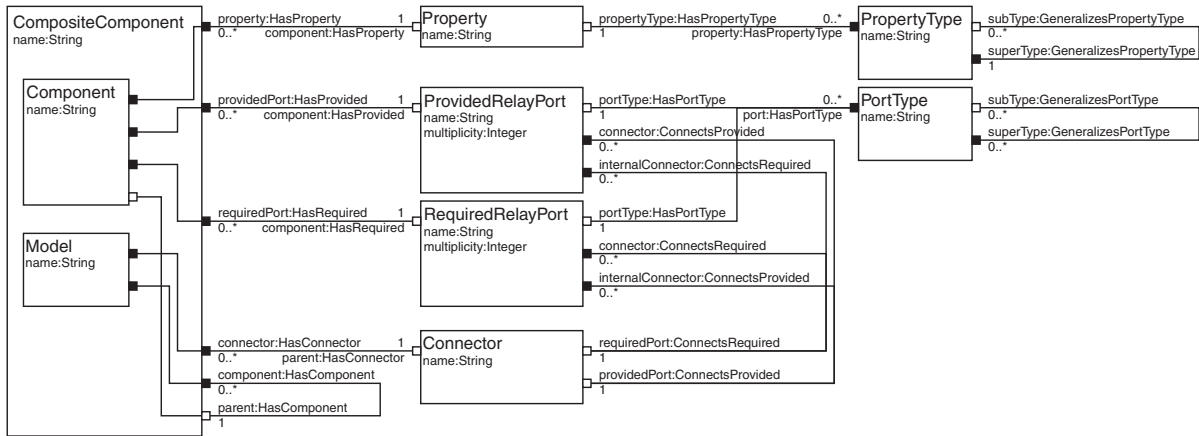 CompositeComponent
name:String
Component
name:String
Model
name:String
property:HasProperty 1
0..* component:HasProperty
providedPort:HasProvided 1
0..* component:HasProvided
requiredPort:HasRequired 1
0..* component:HasRequired
connector:HasConnector 1
0..* parent:HasConnector
component:HasComponent
0..*
parent:HasComponent
1
Property
name:String
ProvidedRelayPort
name:String
multiplicity:Integer
RequiredRelayPort
name:String
multiplicity:Integer
Connector
name:String
propertyType:HasPropertyType 0..*
1 property:HasPropertyType
portType:HasPortType 0..*
1 port:HasPortType
connector:ConnectsProvided
0..*
internalConnector:ConnectsRequired
0..*
portType:HasPortType
1
connector:ConnectsRequired
0..*
internalConnector:ConnectsProvided
0..*
requiredPort:ConnectsRequired
1
providedPort:ConnectsProvided
1
PropertyType
name:String
subType:GeneralizesPropertyType
0..*
superType:GeneralizesPropertyType
1
PortType
name:String
subType:GeneralizesPortType
0..*
superType:GeneralizesPortType
0..*